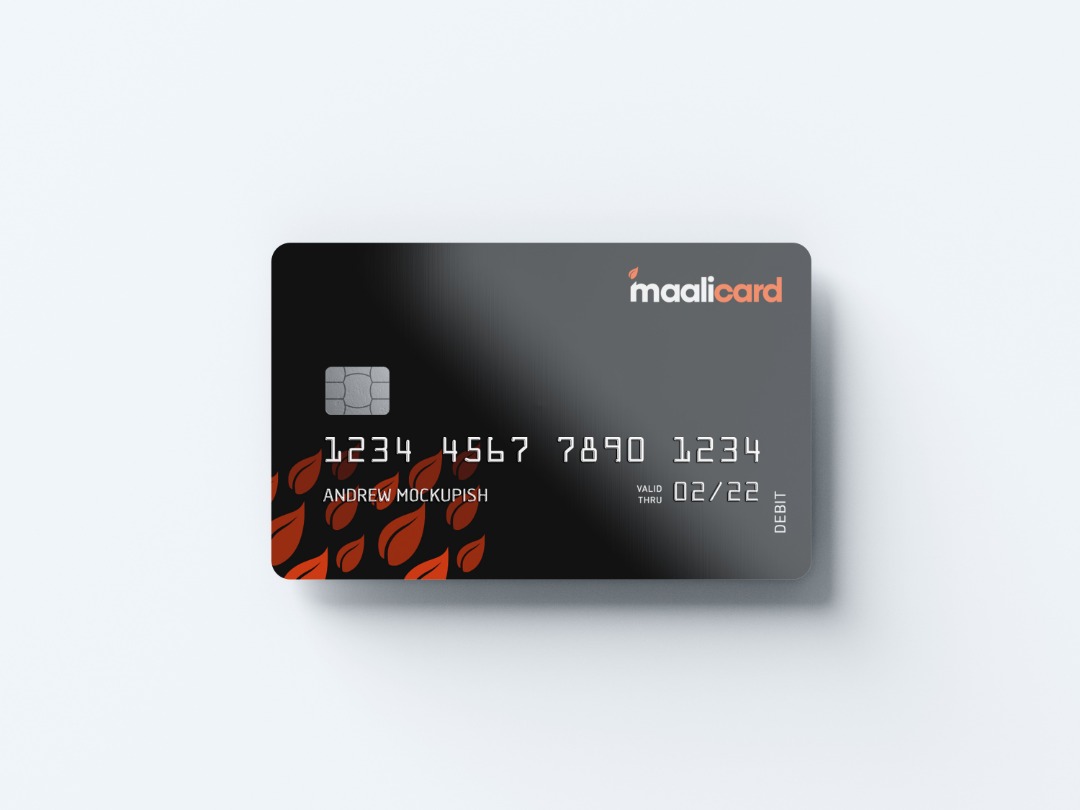 maalicard
1234 4567 7890 1234
ANDREW MOCKUPISH
VALID
THRU
02/22
DEBIT